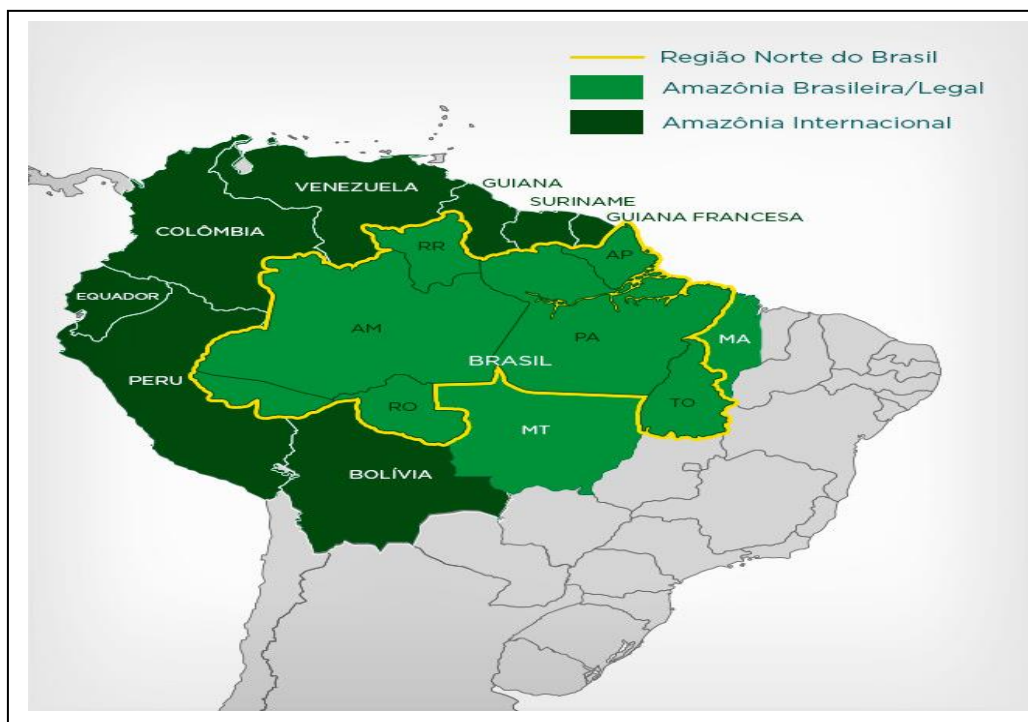 Região Norte do Brasil
Amazônia Brasileira/Legal
Amazônia Internacional
VENEZUELA
GUIANA
SURINAME
GUIANA FRANCESA
COLÔMBIA
RR
AP
EQUADOR
AM
PA
MA
BRASIL
PERU
RO
TO
MT
BOLÍVIA